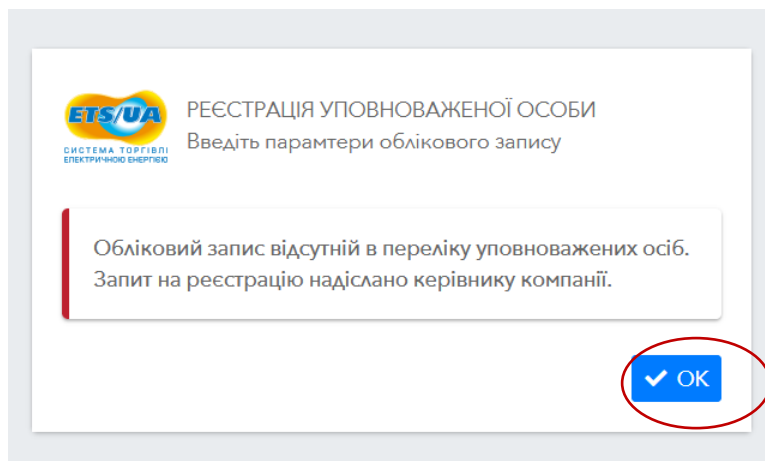 ETS/UA
СИСТЕМА ТОРГІВЛІ
ЕЛЕКТРИЧНОЮ ЕНЕРГІЄЮ
РЕЄСТРАЦІЯ УПОВНОВАЖЕНОЇ ОСОБИ
Введіть парамтери облікового запису
Обліковий запис відсутній в переліку уповноважених осіб.
Запит на реєстрацію надіслано керівнику компанії.
ОК